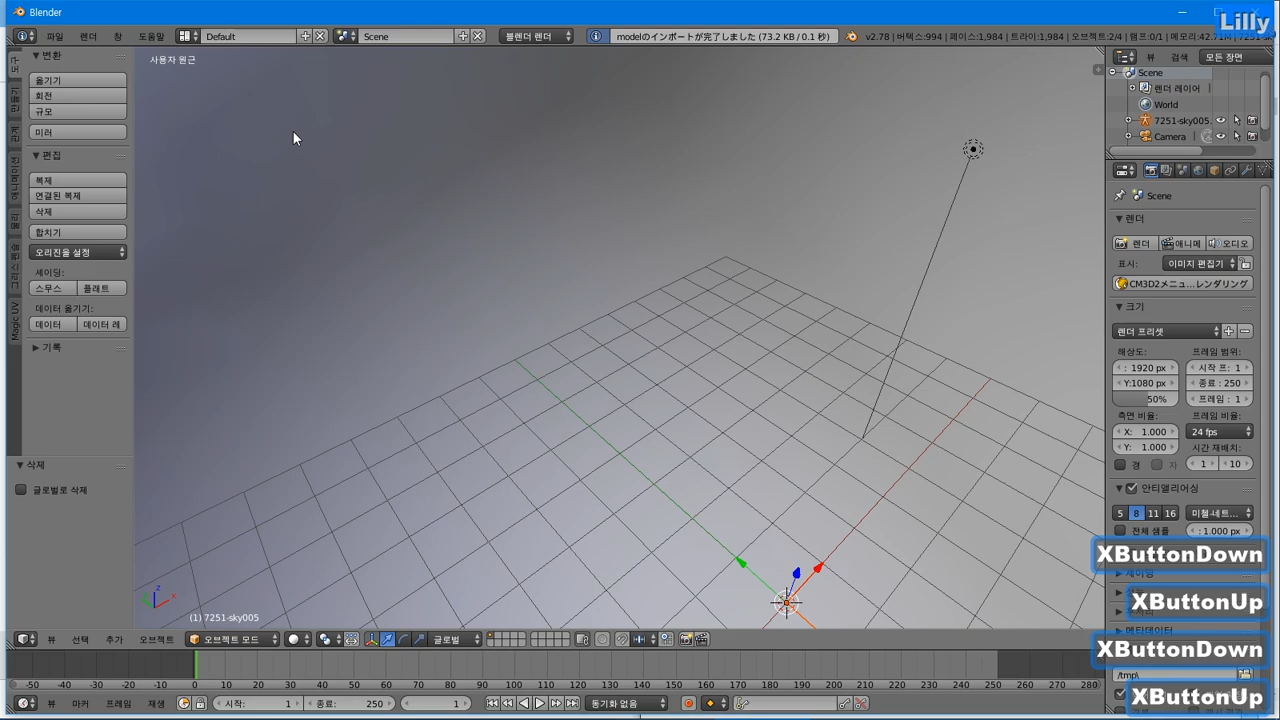 Blender
Lilly
파일 렌더 창 도움말 Default Scene 블렌더 렌더 modelのインポートが完了しました (73.2 KB / 0.1 秒) v2.78 | 버텍스:994 | 페이스:1,984 | 트라이:1,984 | 오브젝트:2/4 | 램프:0/1 | 메모리:42.71M
사용자 원근
변환
옮기기
회전
규모
미러
편집
복제
연결된 복제
삭제
합치기
오리진을 설정
셰이딩:
스무스 플래트
데이터 옮기기:
데이터 데이터 레
기록
Magic UV
삭제
글로벌로 삭제
(1) 7251-sky005
뷰 검색 모든 장면
Scene
렌더 레이어
World
7251-sky005.
Camera
Scene
렌더
렌더 애니메 오디오
표시: 이미지 편집기
CM3D2メニュ...レンダリング
크기
렌더 프리셋
해상도: 프레임 범위:
: 1920 px 시작 프: 1
Y:1080 px 종료 : 250
50% 프레임 : 1
측면 비율: 프레임 비율:
X: 1.000 24 fps
Y: 1.000 시간 재배치:
경 자 1 10
안티앨리어싱
5 8 11 16 미첼-네트...
전체 샘플 : 1.000 px
XButtonDown
XButtonUp
메타데이터
XButtonDown
/tmp\
XButtonUp
뷰 선택 추가 오브젝트 오브젝트 모드 글로벌
-50 -40 -30 -20 -10 0 10 20 30 40 50 60 70 80 90 100 110 120 130 140 150 160 170 180 190 200 210 220 230 240 250 260 270 280
뷰 마커 프레임 재생 시작: 1 종료: 250 1 동기화 없음